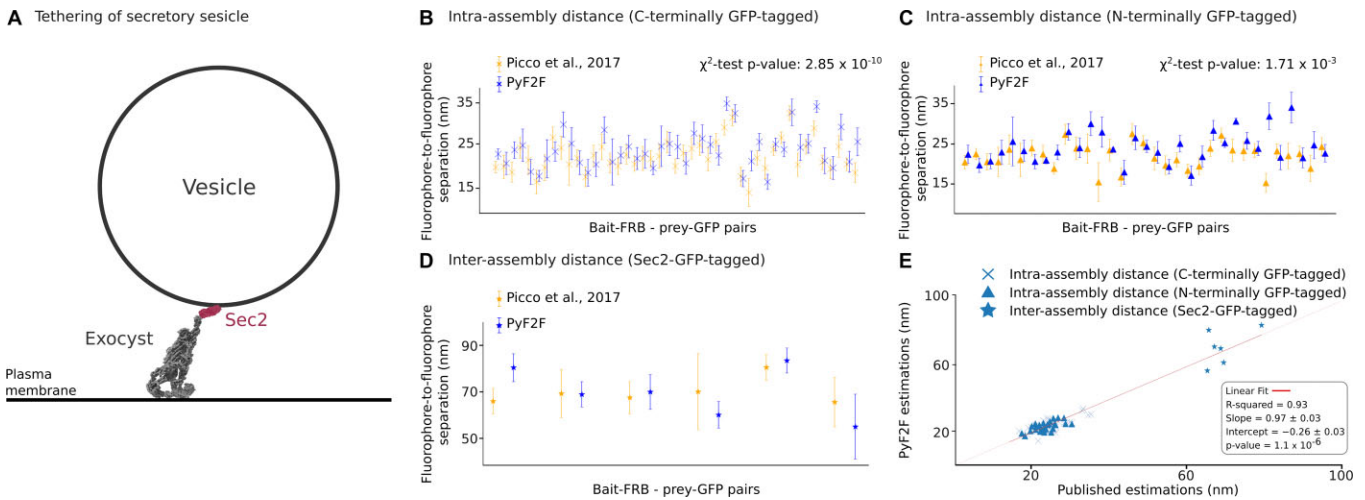 A Tethering of secretory sesicle
Vesicle
Exocyst
Sec2
Plasma
membrane
B Intra-assembly distance (C-terminally GFP-tagged)
Picco et al., 2017
PyF2F
χ²-test p-value: 2.85 x 10⁻¹⁰
Fluorophore-to-fluorophore
separation (nm)
35
25
15
Bait-FRB - prey-GFP pairs
C Intra-assembly distance (N-terminally GFP-tagged)
Picco et al., 2017
PyF2F
χ²-test p-value: 1.71 x 10⁻³
Fluorophore-to-fluorophore
separation (nm)
35
25
15
Bait-FRB - prey-GFP pairs
D Inter-assembly distance (Sec2-GFP-tagged)
Picco et al., 2017
PyF2F
Fluorophore-to-fluorophore
separation (nm)
90
70
50
Bait-FRB - prey-GFP pairs
E
Intra-assembly distance (C-terminally GFP-tagged)
Intra-assembly distance (N-terminally GFP-tagged)
Inter-assembly distance (Sec2-GFP-tagged)
PyF2F estimations (nm)
100
60
20
Linear Fit
R-squared = 0.93
Slope = 0.97 ± 0.03
Intercept = −0.26 ± 0.03
p-value = 1.1 x 10⁻⁶
20
60
100
Published estimations (nm)